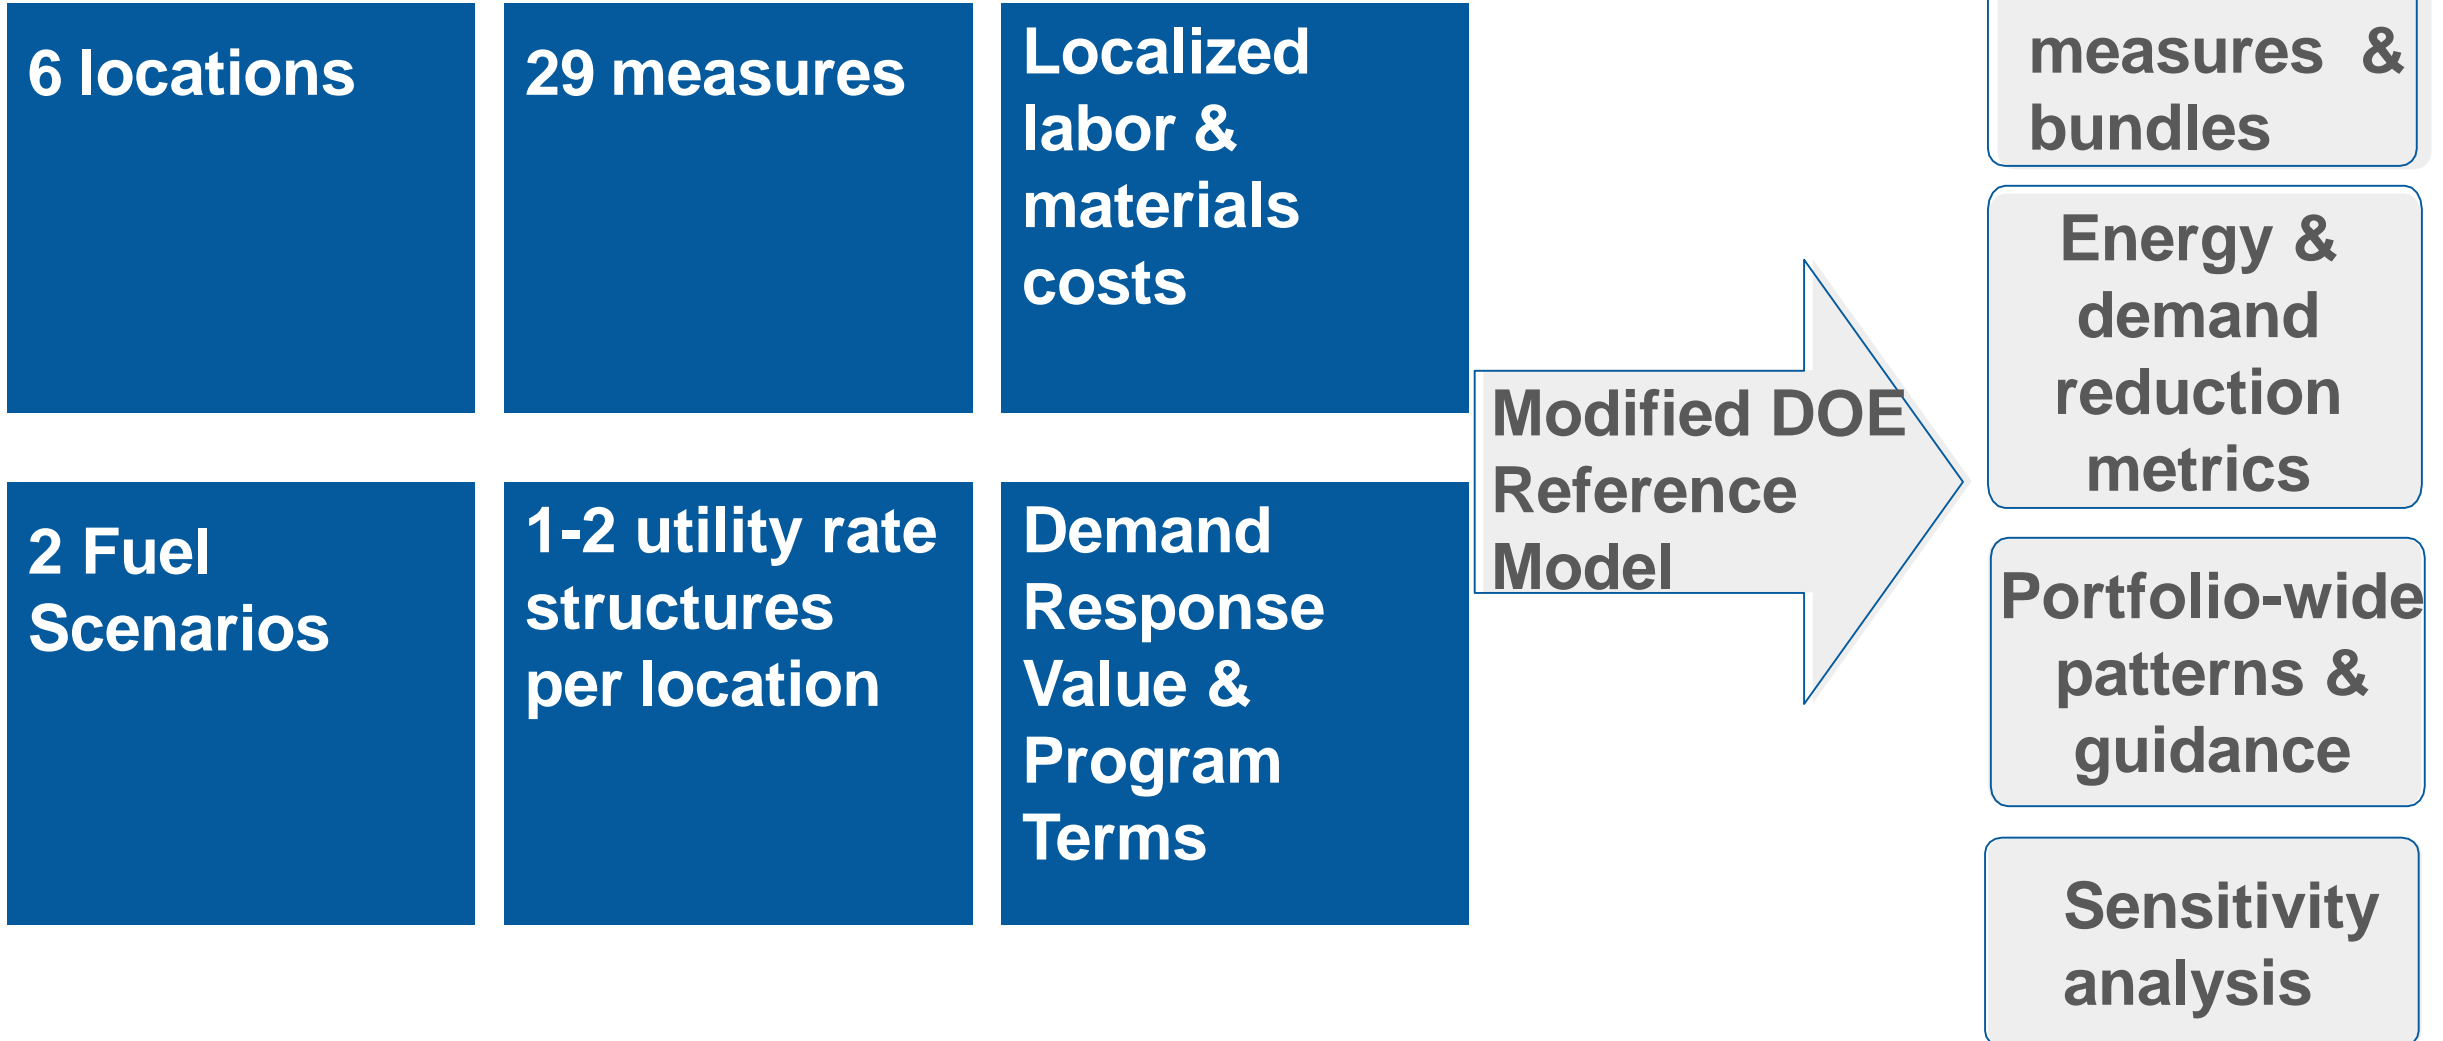 6 locations
29 measures
Localized
labor &
materials
costs
2 Fuel
Scenarios
1-2 utility rate
structures
per location
Demand
Response
Value &
Program
Terms
Modified DOE
Reference
Model
measures &
bundles
Energy &
demand
reduction
metrics
Portfolio-wide
patterns &
guidance
Sensitivity
analysis